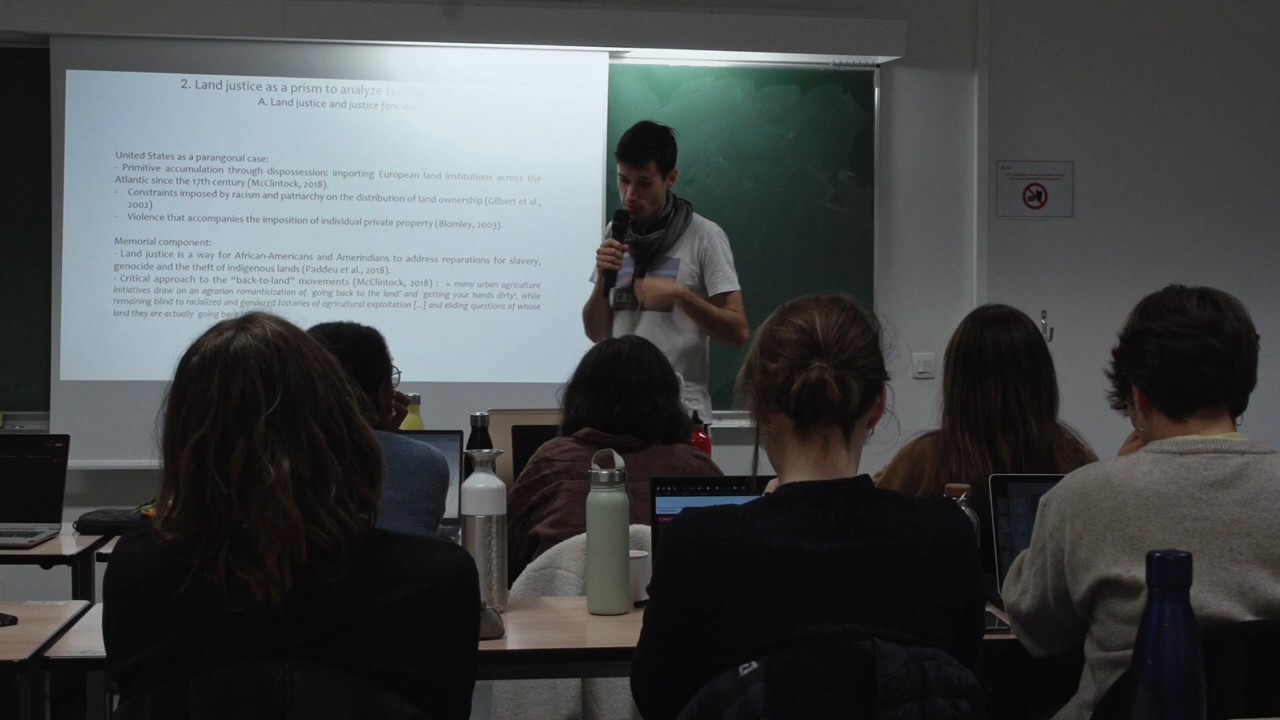 2. Land justice as a prism to analyze
A. Land justice and justice foncière
United States as a parangonal case:
- Primitive accumulation through dispossession: importing European land institutions across the
Atlantic since the 17th century (McClintock, 2018).
- Constraints imposed by racism and patriarchy on the distribution of land ownership (Gilbert et al.,
2002)
- Violence that accompanies the imposition of individual private property (Blomley, 2003).
Memorial component:
- Land justice is a way for African-Americans and Amerindians to address reparations for slavery,
genocide and the theft of indigenous lands (Paddeu et al., 2018).
- Critical approach to the "back-to-land" movements (McClintock, 2018) : « many urban agriculture
initiatives draw on an agrarian romanticization of 'going back to the land' and 'getting your hands dirty', while
remaining blind to racialized and gendered histories of agricultural exploitation [...] and eliding questions of whose
land they are actually 'going back